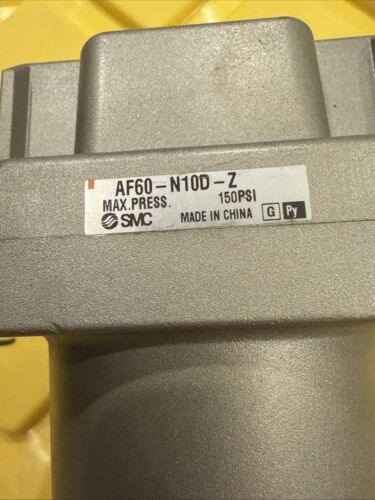 AF60-N10D-Z
MAX.PRESS. 150PSI
SMC MADE IN CHINA G Py